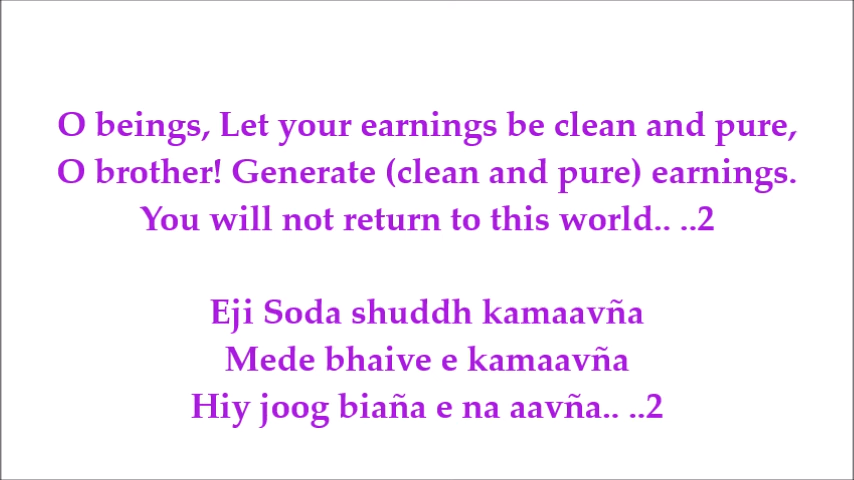 O beings, Let your earnings be clean and pure,
O brother! Generate (clean and pure) earnings.
You will not return to this world.. ..2
Eji Soda shuddh kamaavña
Mede bhaive e kamaavña
Hiy joog biaña e na aavña.. ..2